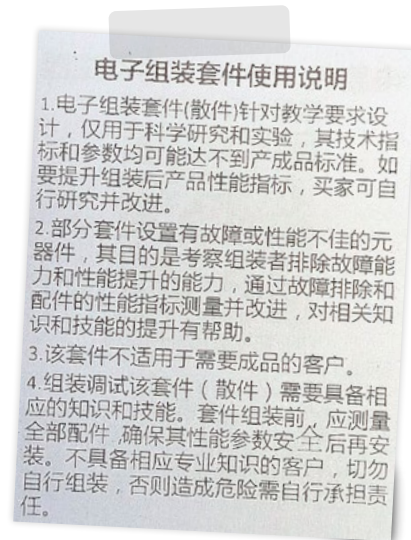 电子组装套件使用说明
1.电子组装套件(散件)针对教学要求设
计，仅用于科学研究和实验，其技术指
标和参数均可能达不到产成品标准。如
要提升组装后产品性能指标，买家可自
行研究并改进。
2.部分套件设置有故障或性能不佳的元
器件，其目的是考察组装者排除故障能
力和性能提升的能力，通过故障排除和
配件的性能指标测量并改进，对相关知
识和技能的提升有帮助。
3.该套件不适用于需要成品的客户。
4.组装调试该套件（散件）需要具备相
应的知识和技能。套件组装前，应测量
全部配件,确保其性能参数安全后再安
装。不具备相应专业知识的客户，切勿
自行组装，否则造成危险需自行承担责
任。